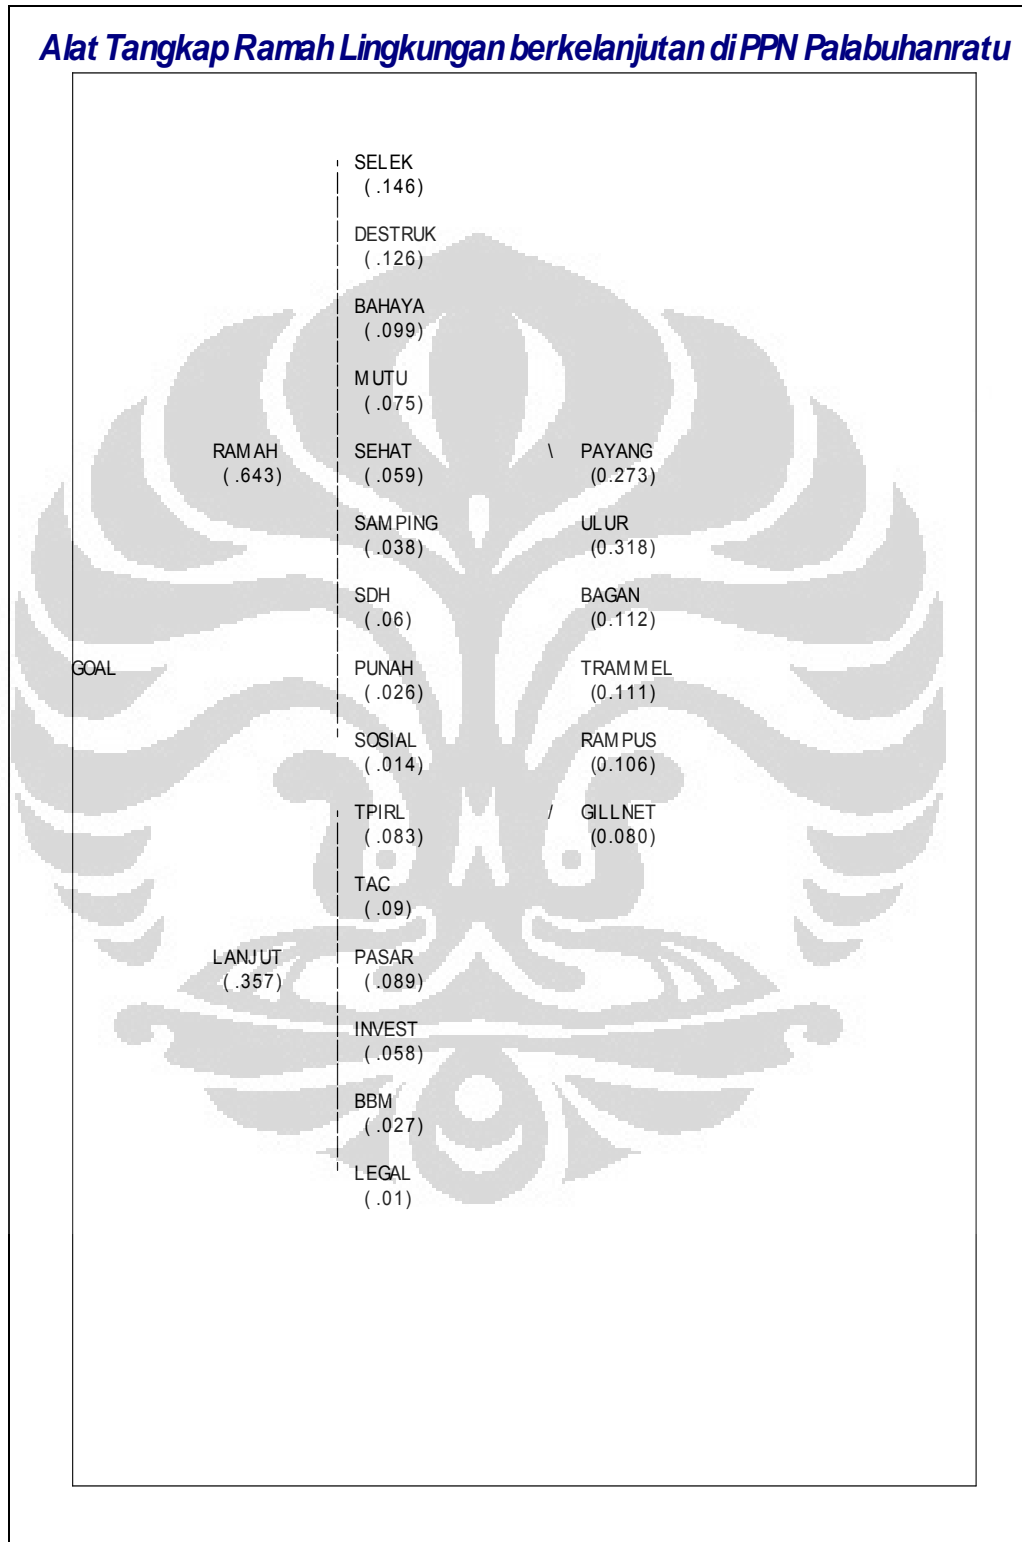 Alat Tangkap Ramah Lingkungan berkelanjutan di PPN Palabuhanratu
SELEK
( .146)
DESTRUK
( .126)
BAHAYA
( .099)
MUTU
( .075)
RAMAH SEHAT \ PAYANG
( .643) ( .059) (0.273)
SAMPING ULUR
( .038) (0.318)
SDH BAGAN
( .06) (0.112)
GOAL PUNAH TRAMMEL
( .026) (0.111)
SOSIAL RAMPUS
( .014) (0.106)
TPIRL / GILLNET
( .083) (0.080)
TAC
( .09)
LANJUT PASAR
( .357) ( .089)
INVEST
( .058)
BBM
( .027)
LEGAL
( .01)